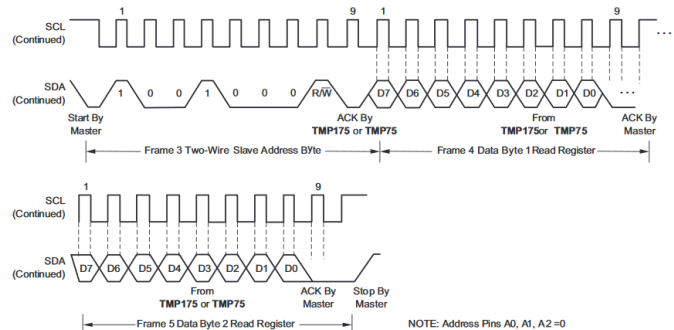 1 9 1 9
SCL
(Continued)
...
SDA
(Continued)
1 0 0 1 0 0 0 R/W D7 D6 D5 D4 D3 D2 D1 D0 ...
Start By
Master
ACK By
TMP175 or TMP75
From
TMP175or TMP75
ACK By
Master
Frame 3 Two-Wire Slave Address Byte
Frame 4 Data Byte 1 Read Register
1 9
SCL
(Continued)
SDA
(Continued)
D7 D6 D5 D4 D3 D2 D1 D0
From
TMP175 or TMP75
ACK By
Master
Stop By
Master
Frame 5 Data Byte 2 Read Register
NOTE: Address Pins A0, A1, A2 =0